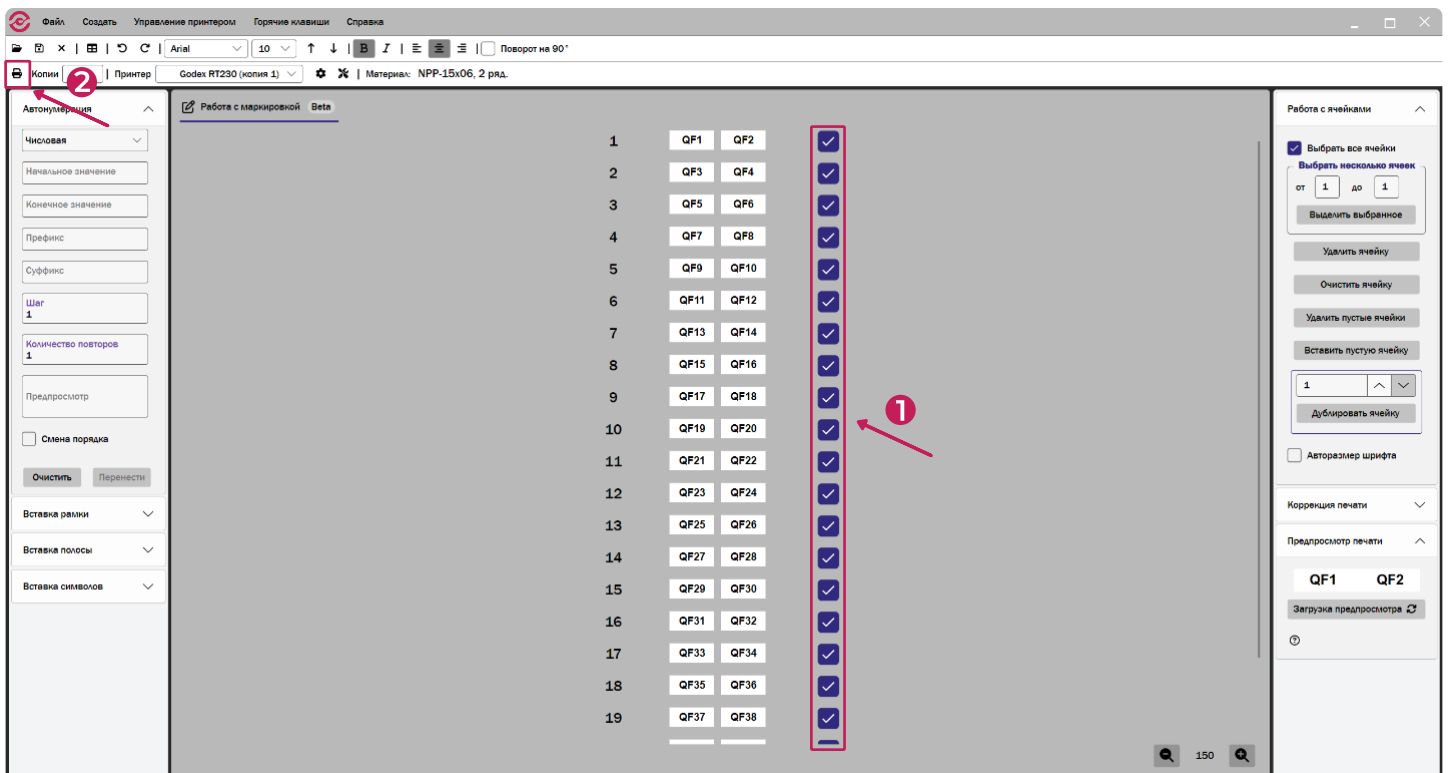 Файл Создать Управление принтером Горячие клавиши Справка
Arial 10 B I Поворот на 90°
Копии 2 Принтер Godex RT230 (копия 1) Материал: NPP-15x06, 2 ряд.
Автонумерация
Числовая
Начальное значение
Конечное значение
Префикс
Суффикс
Шаг
1
Количество повторов
1
Предпросмотр
Смена порядка
Очистить Перенести
Вставка рамки
Вставка полосы
Вставка символов
Работа с маркировкой Beta
1 QF1 QF2
2 QF3 QF4
3 QF5 QF6
4 QF7 QF8
5 QF9 QF10
6 QF11 QF12
7 QF13 QF14
8 QF15 QF16
9 QF17 QF18
10 QF19 QF20
11 QF21 QF22
12 QF23 QF24
13 QF25 QF26
14 QF27 QF28
15 QF29 QF30
16 QF31 QF32
17 QF33 QF34
18 QF35 QF36
19 QF37 QF38
1
150
Работа с ячейками
Выбрать все ячейки
Выбрать несколько ячеек
от 1 до 1
Выделить выбранное
Удалить ячейку
Очистить ячейку
Удалить пустые ячейки
Вставить пустую ячейку
1
Дублировать ячейку
Авторазмер шрифта
Коррекция печати
Предпросмотр печати
QF1 QF2
Загрузка предпросмотра